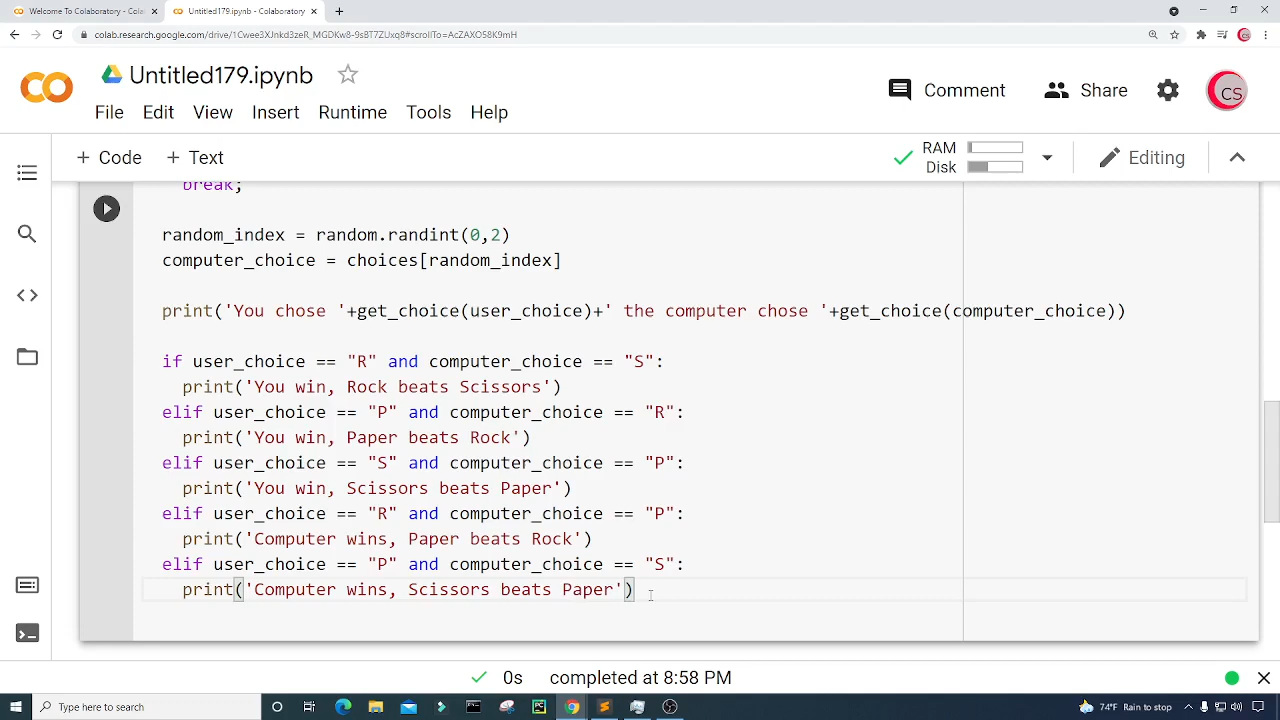 Welcome To Colaboratory - Colab
Untitled179.ipynb - Colaboratory
colab.research.google.com/drive/1Cwee3XJnkd3zeR_MGDKw8-9sBT7ZUxq8#scrollTo=AcZAXO58K9mH
Untitled179.ipynb
Comment
Share
CS
File Edit View Insert Runtime Tools Help
+ Code + Text
RAM
Disk
Editing
break;
random_index = random.randint(0,2)
computer_choice = choices[random_index]
print('You chose '+get_choice(user_choice)+' the computer chose '+get_choice(computer_choice))
if user_choice == "R" and computer_choice == "S":
print('You win, Rock beats Scissors')
elif user_choice == "P" and computer_choice == "R":
print('You win, Paper beats Rock')
elif user_choice == "S" and computer_choice == "P":
print('You win, Scissors beats Paper')
elif user_choice == "R" and computer_choice == "P":
print('Computer wins, Paper beats Rock')
elif user_choice == "P" and computer_choice == "S":
print('Computer wins, Scissors beats Paper')
0s completed at 8:58 PM
Type here to search
74°F Rain to stop